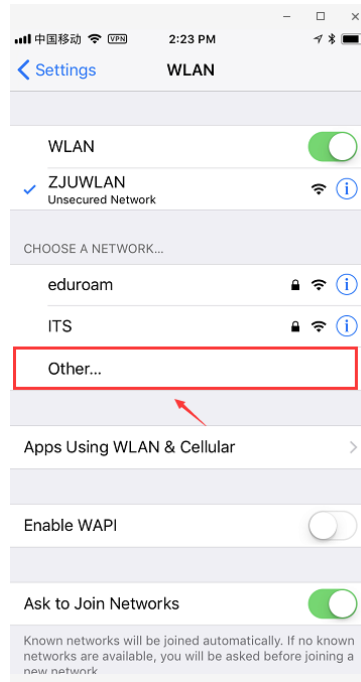 中国移动 VPN 2:23 PM
Settings WLAN
WLAN
ZJUWLAN
Unsecured Network
CHOOSE A NETWORK...
eduroam
ITS
Other...
Apps Using WLAN & Cellular
Enable WAPI
Ask to Join Networks
Known networks will be joined automatically. If no known
networks are available, you will be asked before joining a
new network.